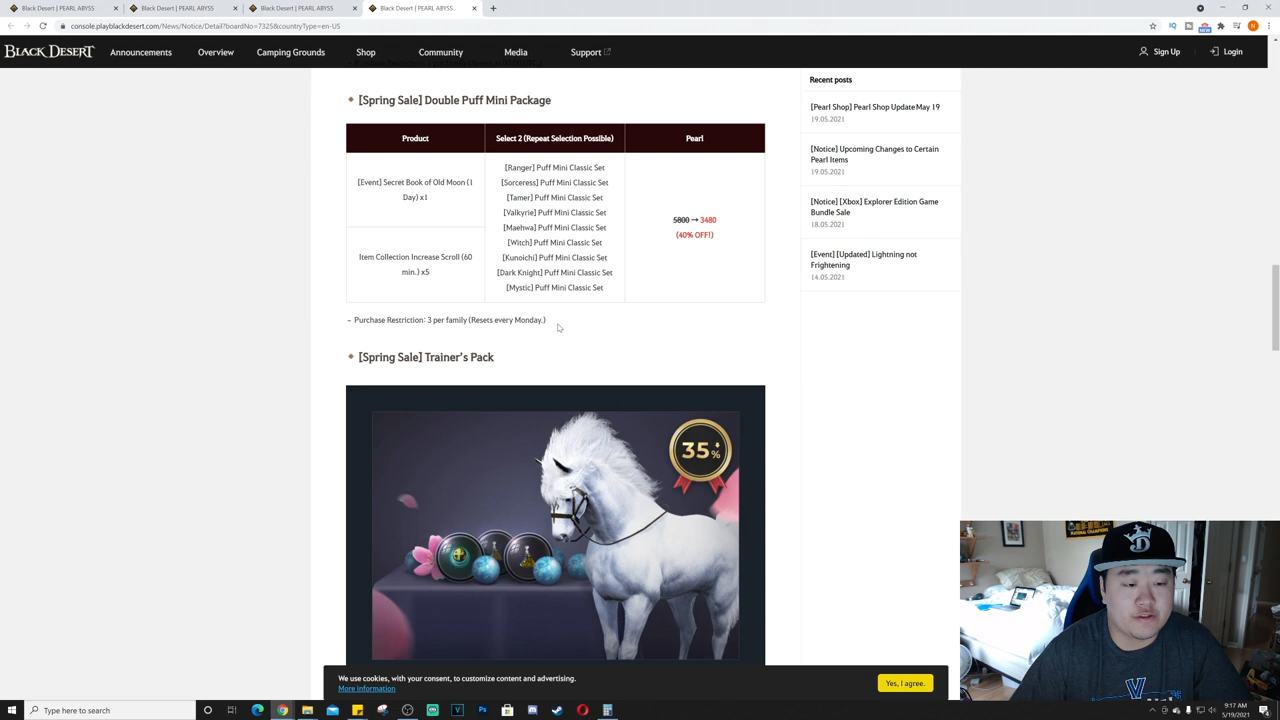 Black Desert | PEARL ABYSS
Black Desert | PEARL ABYSS
Black Desert | PEARL ABYSS
Black Desert | PEARL ABYSS
console.playblackdesert.com/News/Notice/Detail?boardNo=7325&countryType=en-US
BLACK DESERT
Announcements
Overview
Camping Grounds
Shop
Community
Media
Support
Sign Up
Login
[Spring Sale] Double Puff Mini Package
Product
Select 2 (Repeat Selection Possible)
Pearl
[Event] Secret Book of Old Moon (1
Day) x1
Item Collection Increase Scroll (60
min.) x5
[Ranger] Puff Mini Classic Set
[Sorceress] Puff Mini Classic Set
[Tamer] Puff Mini Classic Set
[Valkyrie] Puff Mini Classic Set
[Maehwa] Puff Mini Classic Set
[Witch] Puff Mini Classic Set
[Kunoichi] Puff Mini Classic Set
[Dark Knight] Puff Mini Classic Set
[Mystic] Puff Mini Classic Set
5800 → 3480
(40% OFF!)
– Purchase Restriction: 3 per family (Resets every Monday.)
[Spring Sale] Trainer's Pack
35%
Recent posts
[Pearl Shop] Pearl Shop Update May 19
19.05.2021
[Notice] Upcoming Changes to Certain
Pearl Items
19.05.2021
[Notice] [Xbox] Explorer Edition Game
Bundle Sale
18.05.2021
[Event] [Updated] Lightning not
Frightening
14.05.2021
We use cookies, with your consent, to customize content and advertising.
More information
Yes, I agree.
Type here to search
9:17 AM
5/19/2021